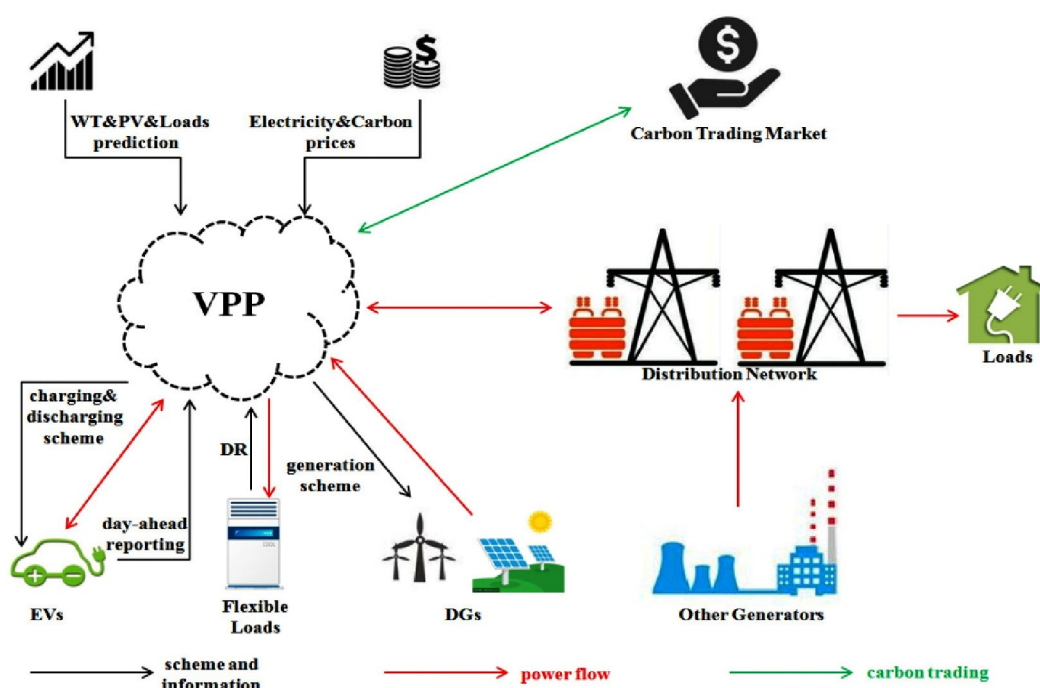 WT&PV&Loads
prediction
Electricity&Carbon
prices
Carbon Trading Market
VPP
Distribution Network
Loads
charging&
discharging
scheme
DR
generation
scheme
day-ahead
reporting
EVs
Flexible
Loads
DGs
Other Generators
scheme and
information
power flow
carbon trading